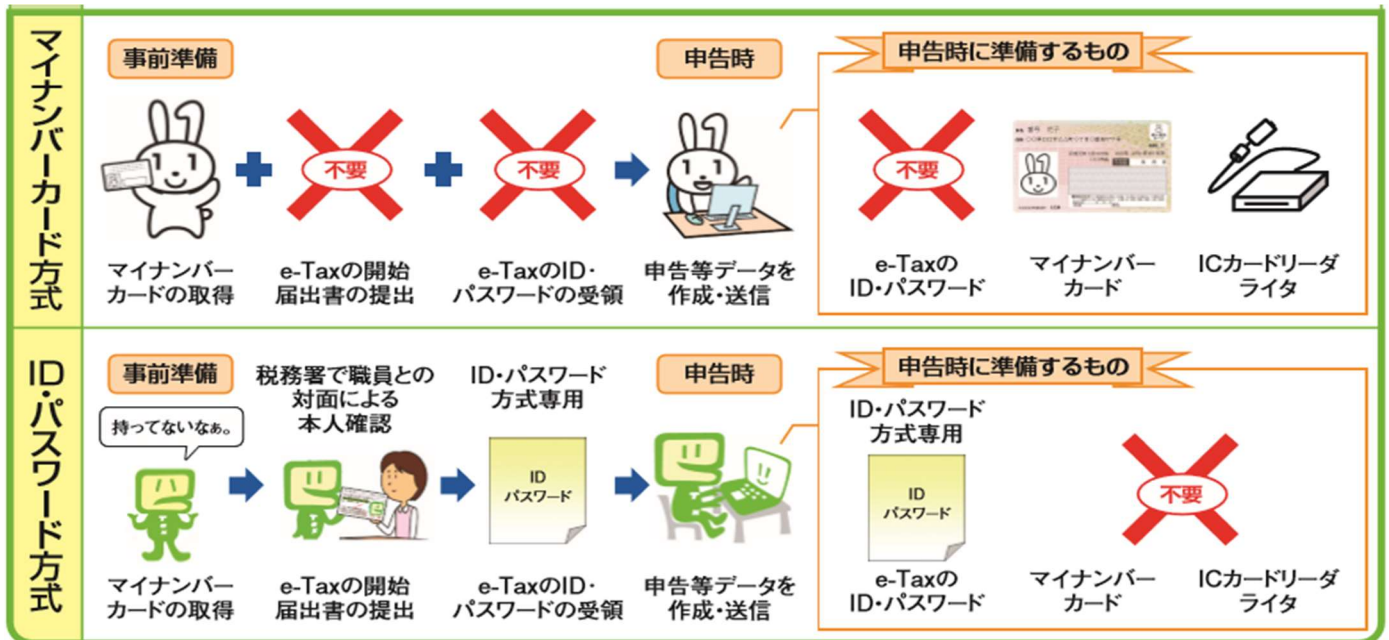 マイナンバーカード方式
事前準備
申告時
申告時に準備するもの
不要
不要
不要
マイナンバー
カードの取得
e-Taxの開始
届出書の提出
e-TaxのID・
パスワードの受領
申告等データを
作成・送信
e-Taxの
ID・パスワード
マイナンバー
カード
ICカードリーダ
ライタ
ID・パスワード方式
事前準備
持ってないなぁ。
税務署で職員との
対面による
本人確認
ID・パスワード
方式専用
ID
パスワード
申告時
申告時に準備するもの
ID・パスワード
方式専用
ID
パスワード
不要
マイナンバー
カードの取得
e-Taxの開始
届出書の提出
e-TaxのID・
パスワードの受領
申告等データを
作成・送信
e-Taxの
ID・パスワード
マイナンバー
カード
ICカードリーダ
ライタ